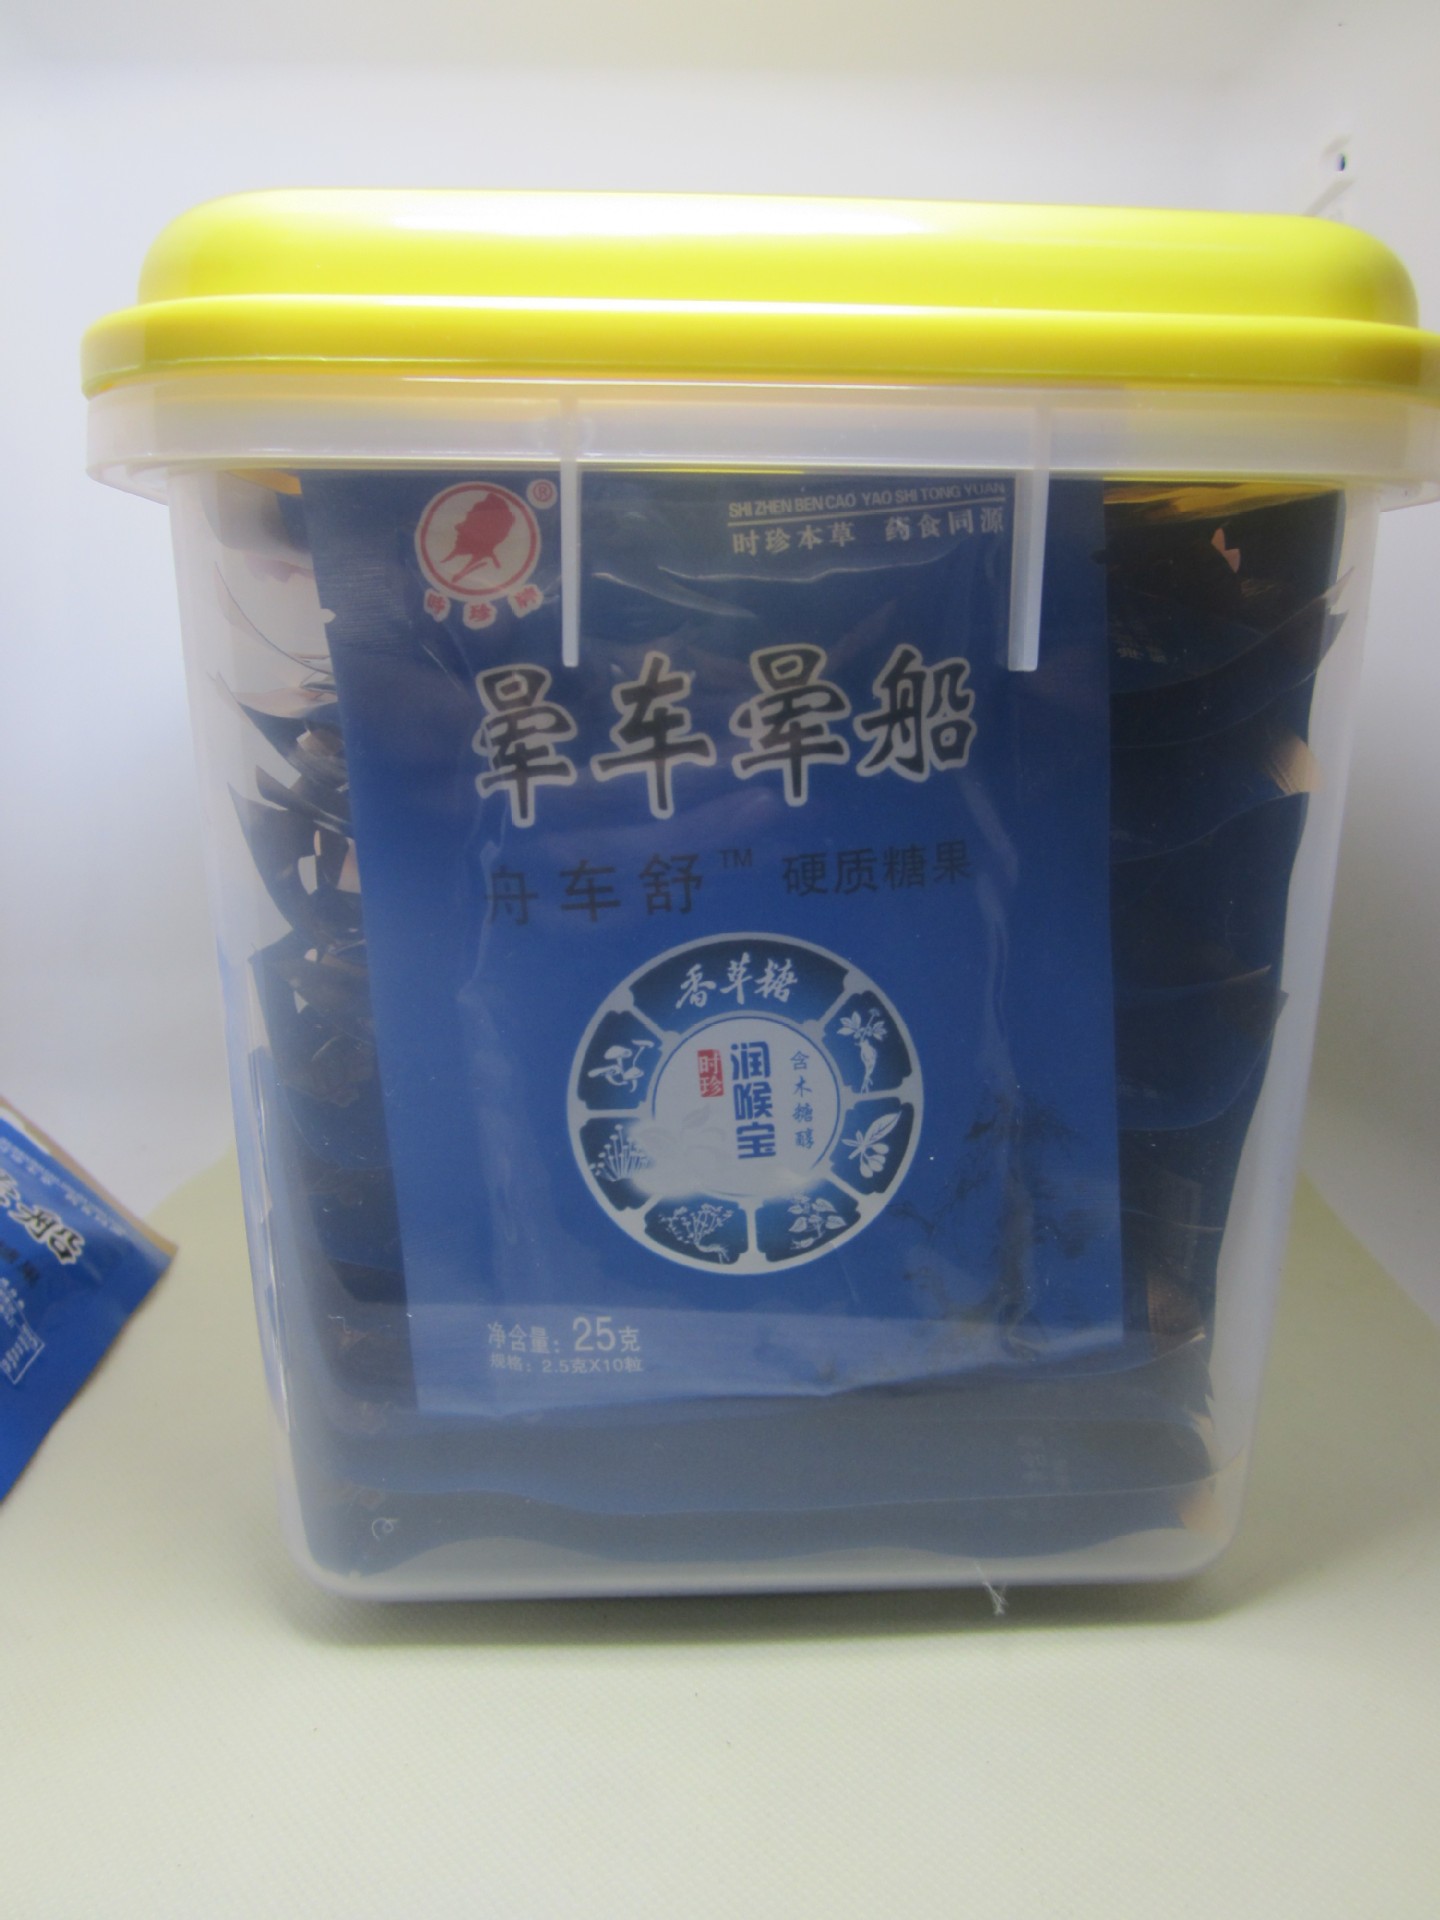 ®
时珍牌
SHI ZHEN BEN CAO YAO SHI TONG YUAN
时珍本草 药食同源
晕车晕船
舟车舒™ 硬质糖果
香草糖
时珍
润喉宝
含木糖醇
净含量：25克
规格：2.5克X10粒
船